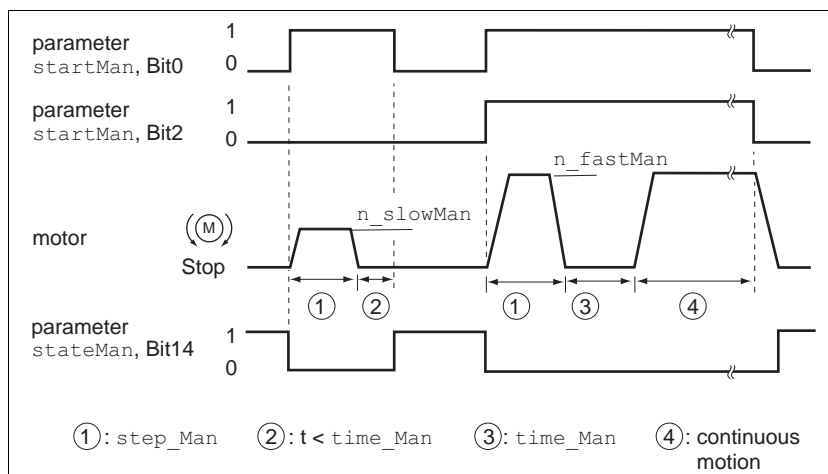 parameter
startMan, Bit0
1
0
parameter
startMan, Bit2
1
0
n_fastMan
n_slowMan
motor
M
Stop
1
2
1
3
4
parameter
stateMan, Bit14
1
0
1: step_Man
2: t < time_Man
3: time_Man
4: continuous
motion